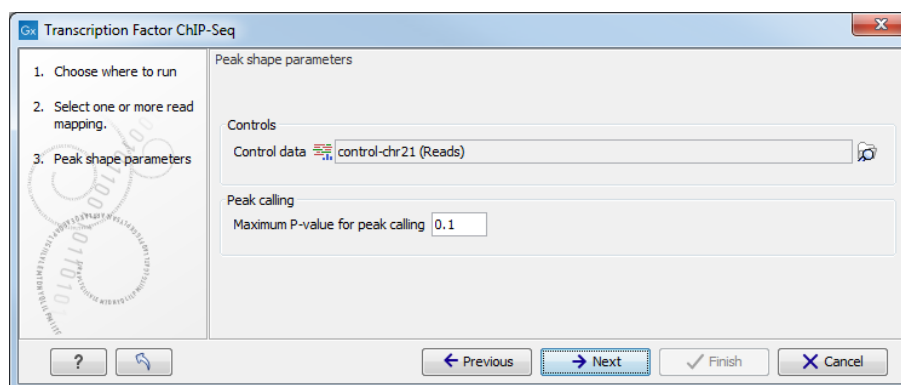 Gx Transcription Factor ChIP-Seq
1. Choose where to run
2. Select one or more read
mapping.
3. Peak shape parameters
Peak shape parameters
Controls
Control data control-chr21 (Reads)
Peak calling
Maximum P-value for peak calling 0.1
? Previous Next Finish Cancel